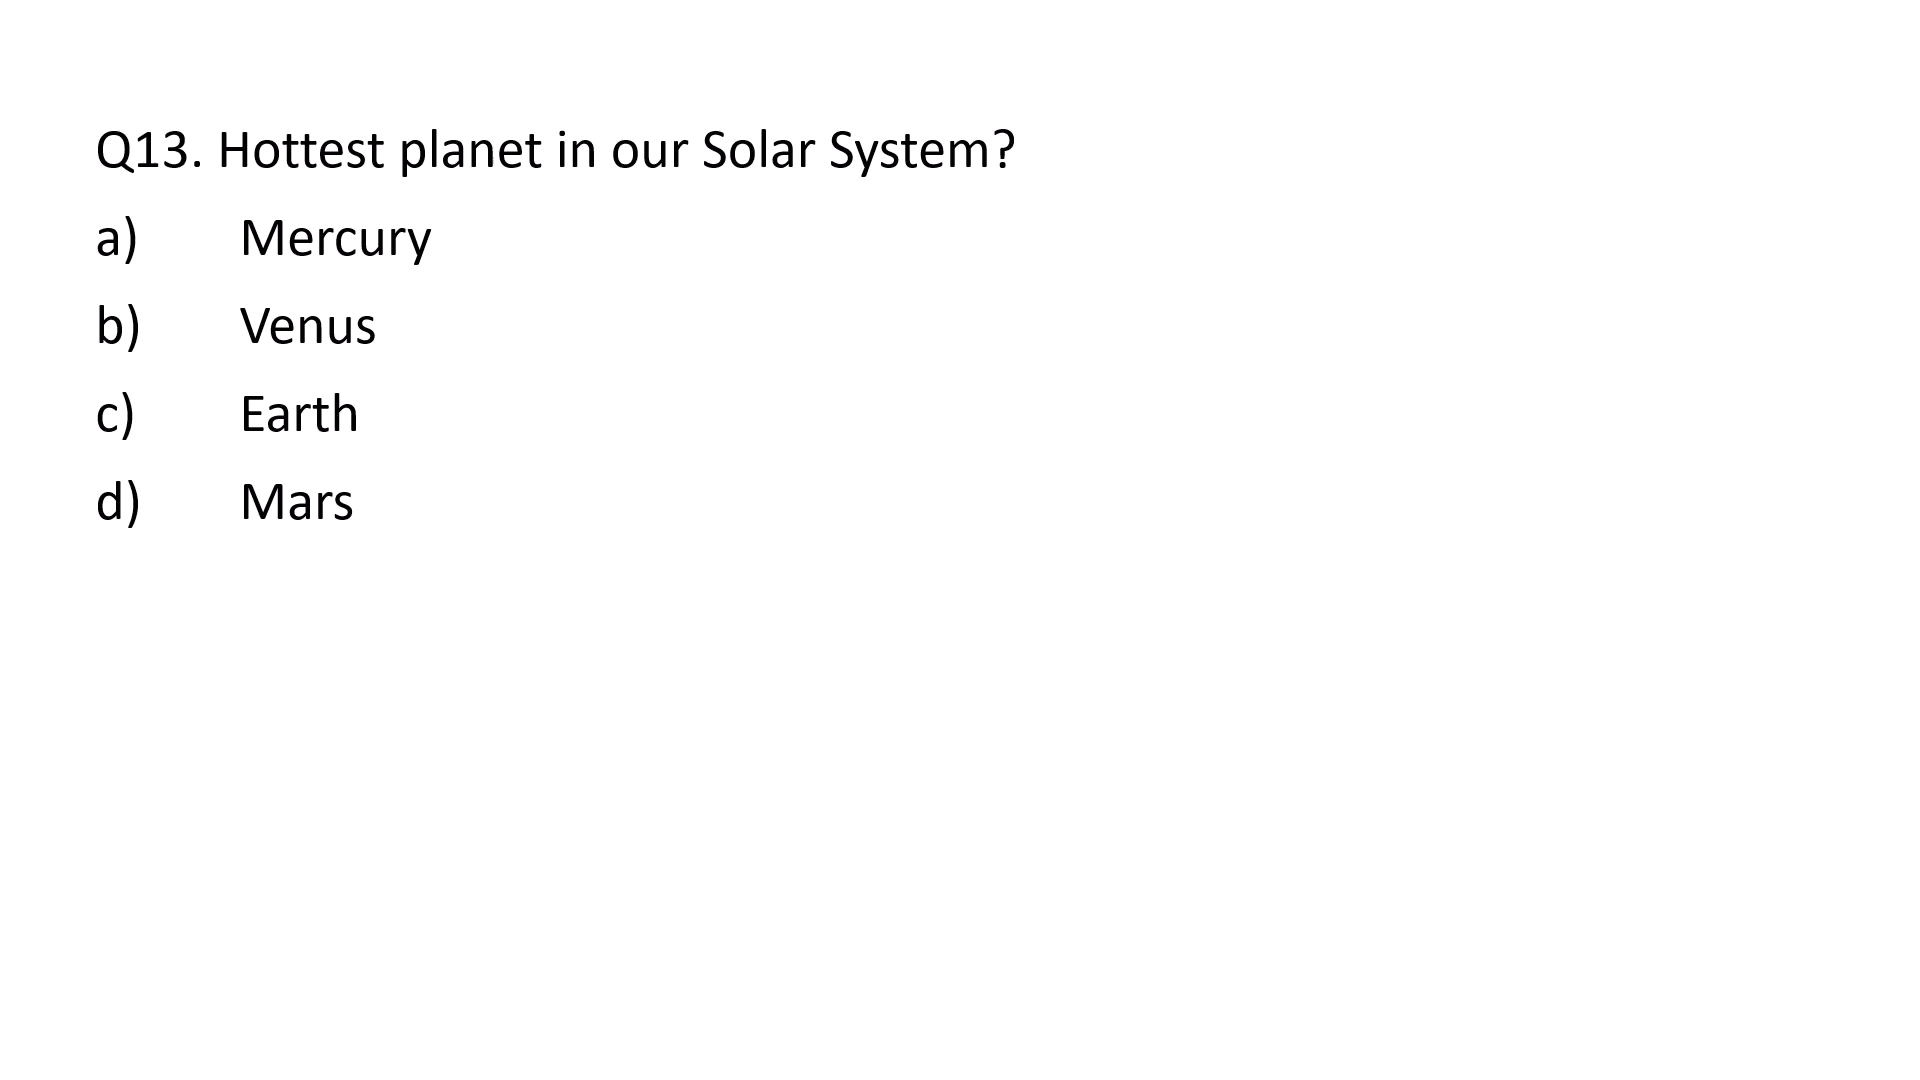 Q13. Hottest planet in our Solar System?
a) Mercury
b) Venus
c) Earth
d) Mars